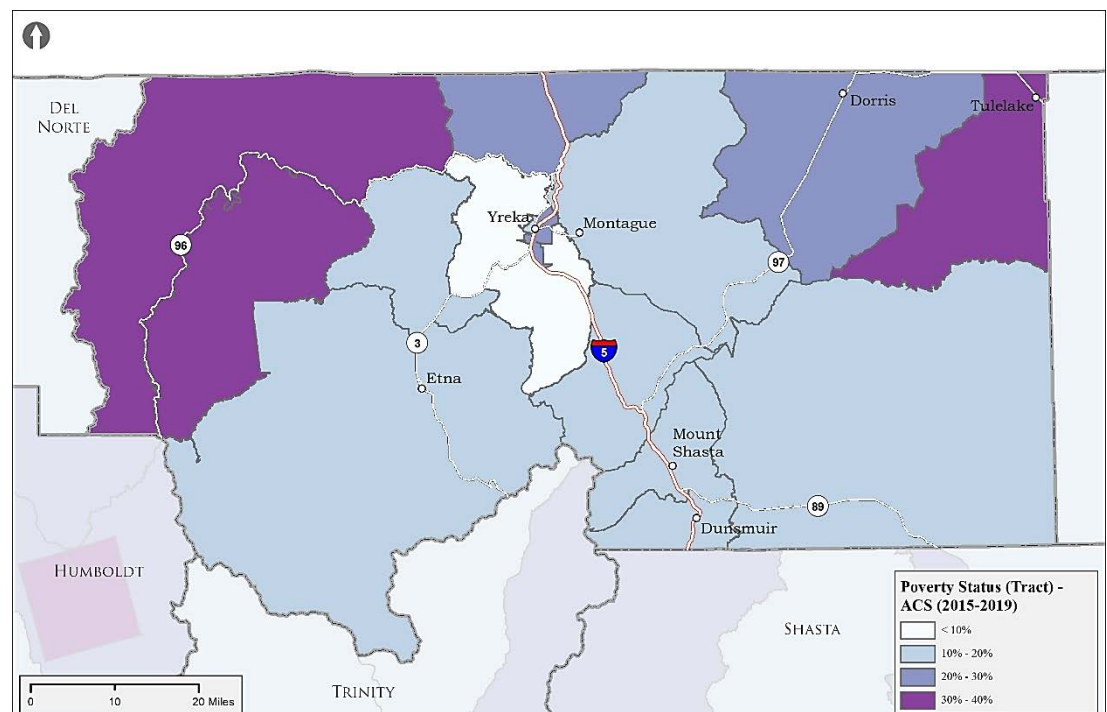 DEL
NORTE
Dorris
Tulelake
Yreka
Montague
96
97
3
5
Etna
Mount
Shasta
89
Dunsmuir
HUMBOLDT
SHASTA
TRINITY
Poverty Status (Tract) -
ACS (2015-2019)
< 10%
10% - 20%
20% - 30%
30% - 40%
0 10 20 Miles